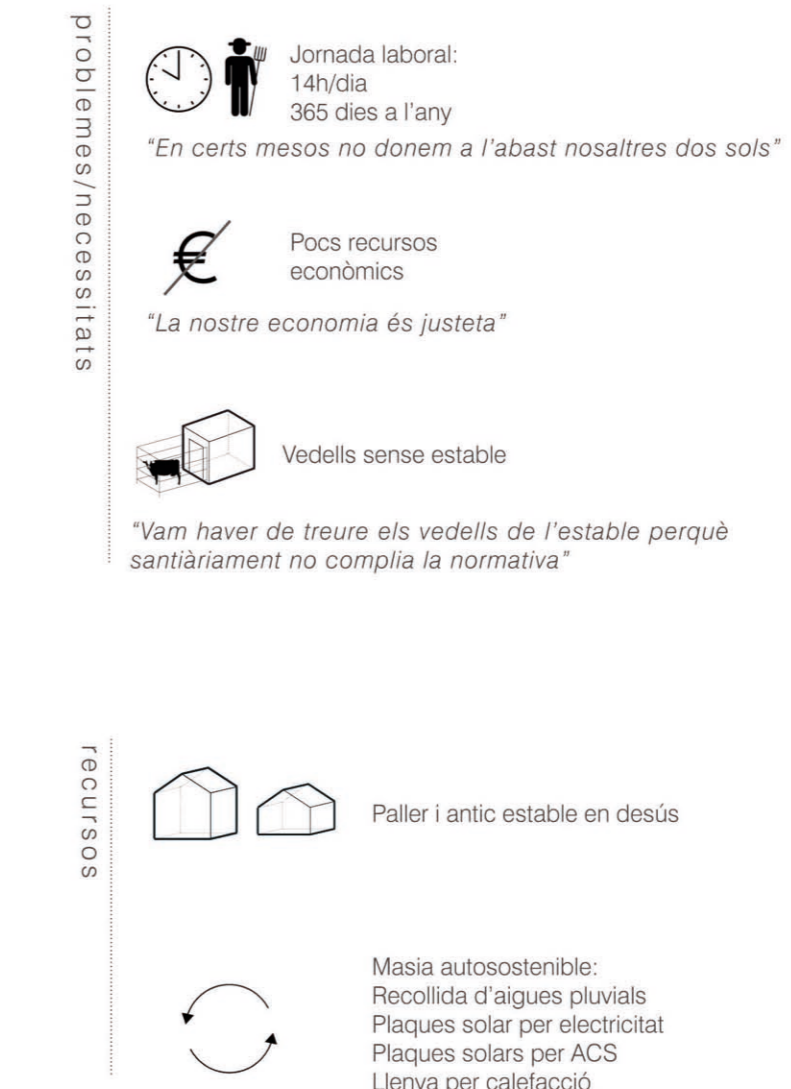 problemes/necessitats
Jornada laboral:
14h/dia
365 dies a l'any
“En certs mesos no donem a l'abast nosaltres dos sols”
Pocs recursos
econòmics
“La nostre economia és justeta”
Vedells sense estable
“Vam haver de treure els vedells de l'estable perquè
santiàriament no complia la normativa”
recursos
Paller i antic estable en desús
Masia autosostenible:
Recollida d'aigues pluvials
Plaques solar per electricitat
Plaques solars per ACS
Llenya per calefacció